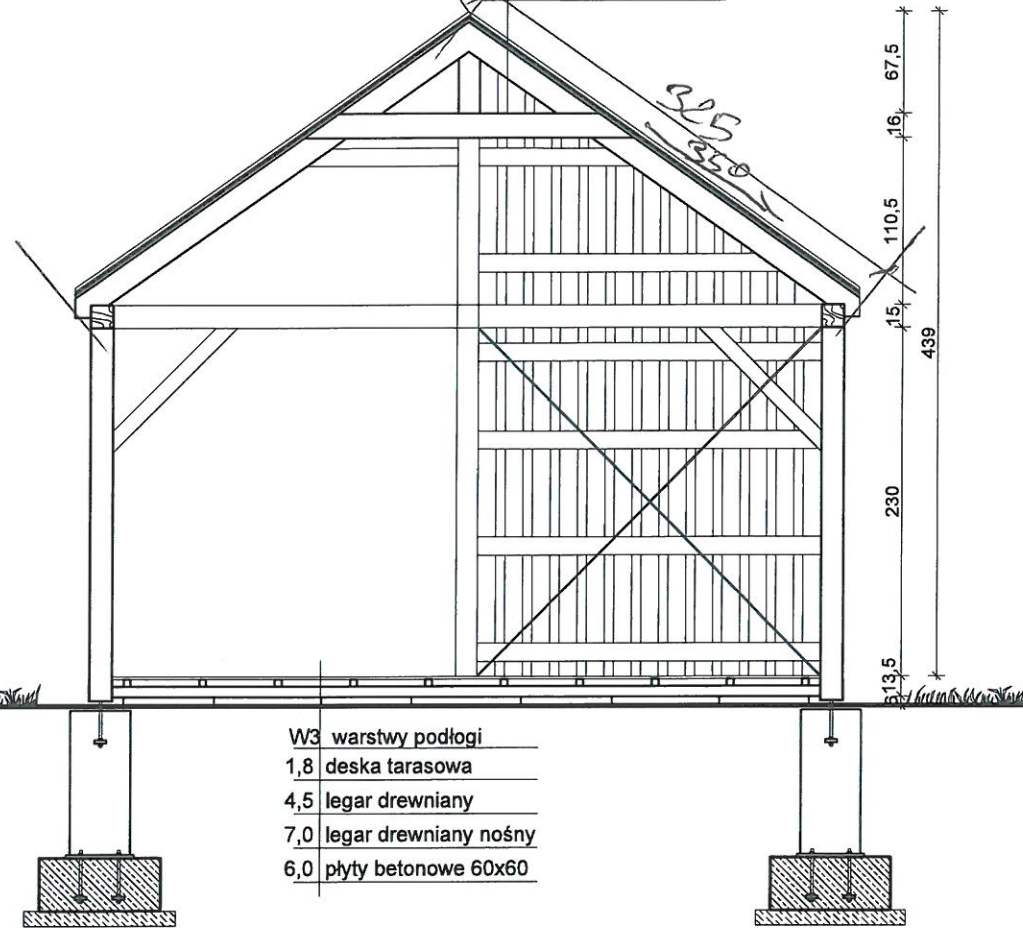 67,5
16
325
350
110,5
15
439
230
13,5
6
W3 warstwy podłogi
1,8 deska tarasowa
4,5 legar drewniany
7,0 legar drewniany nośny
6,0 płyty betonowe 60x60